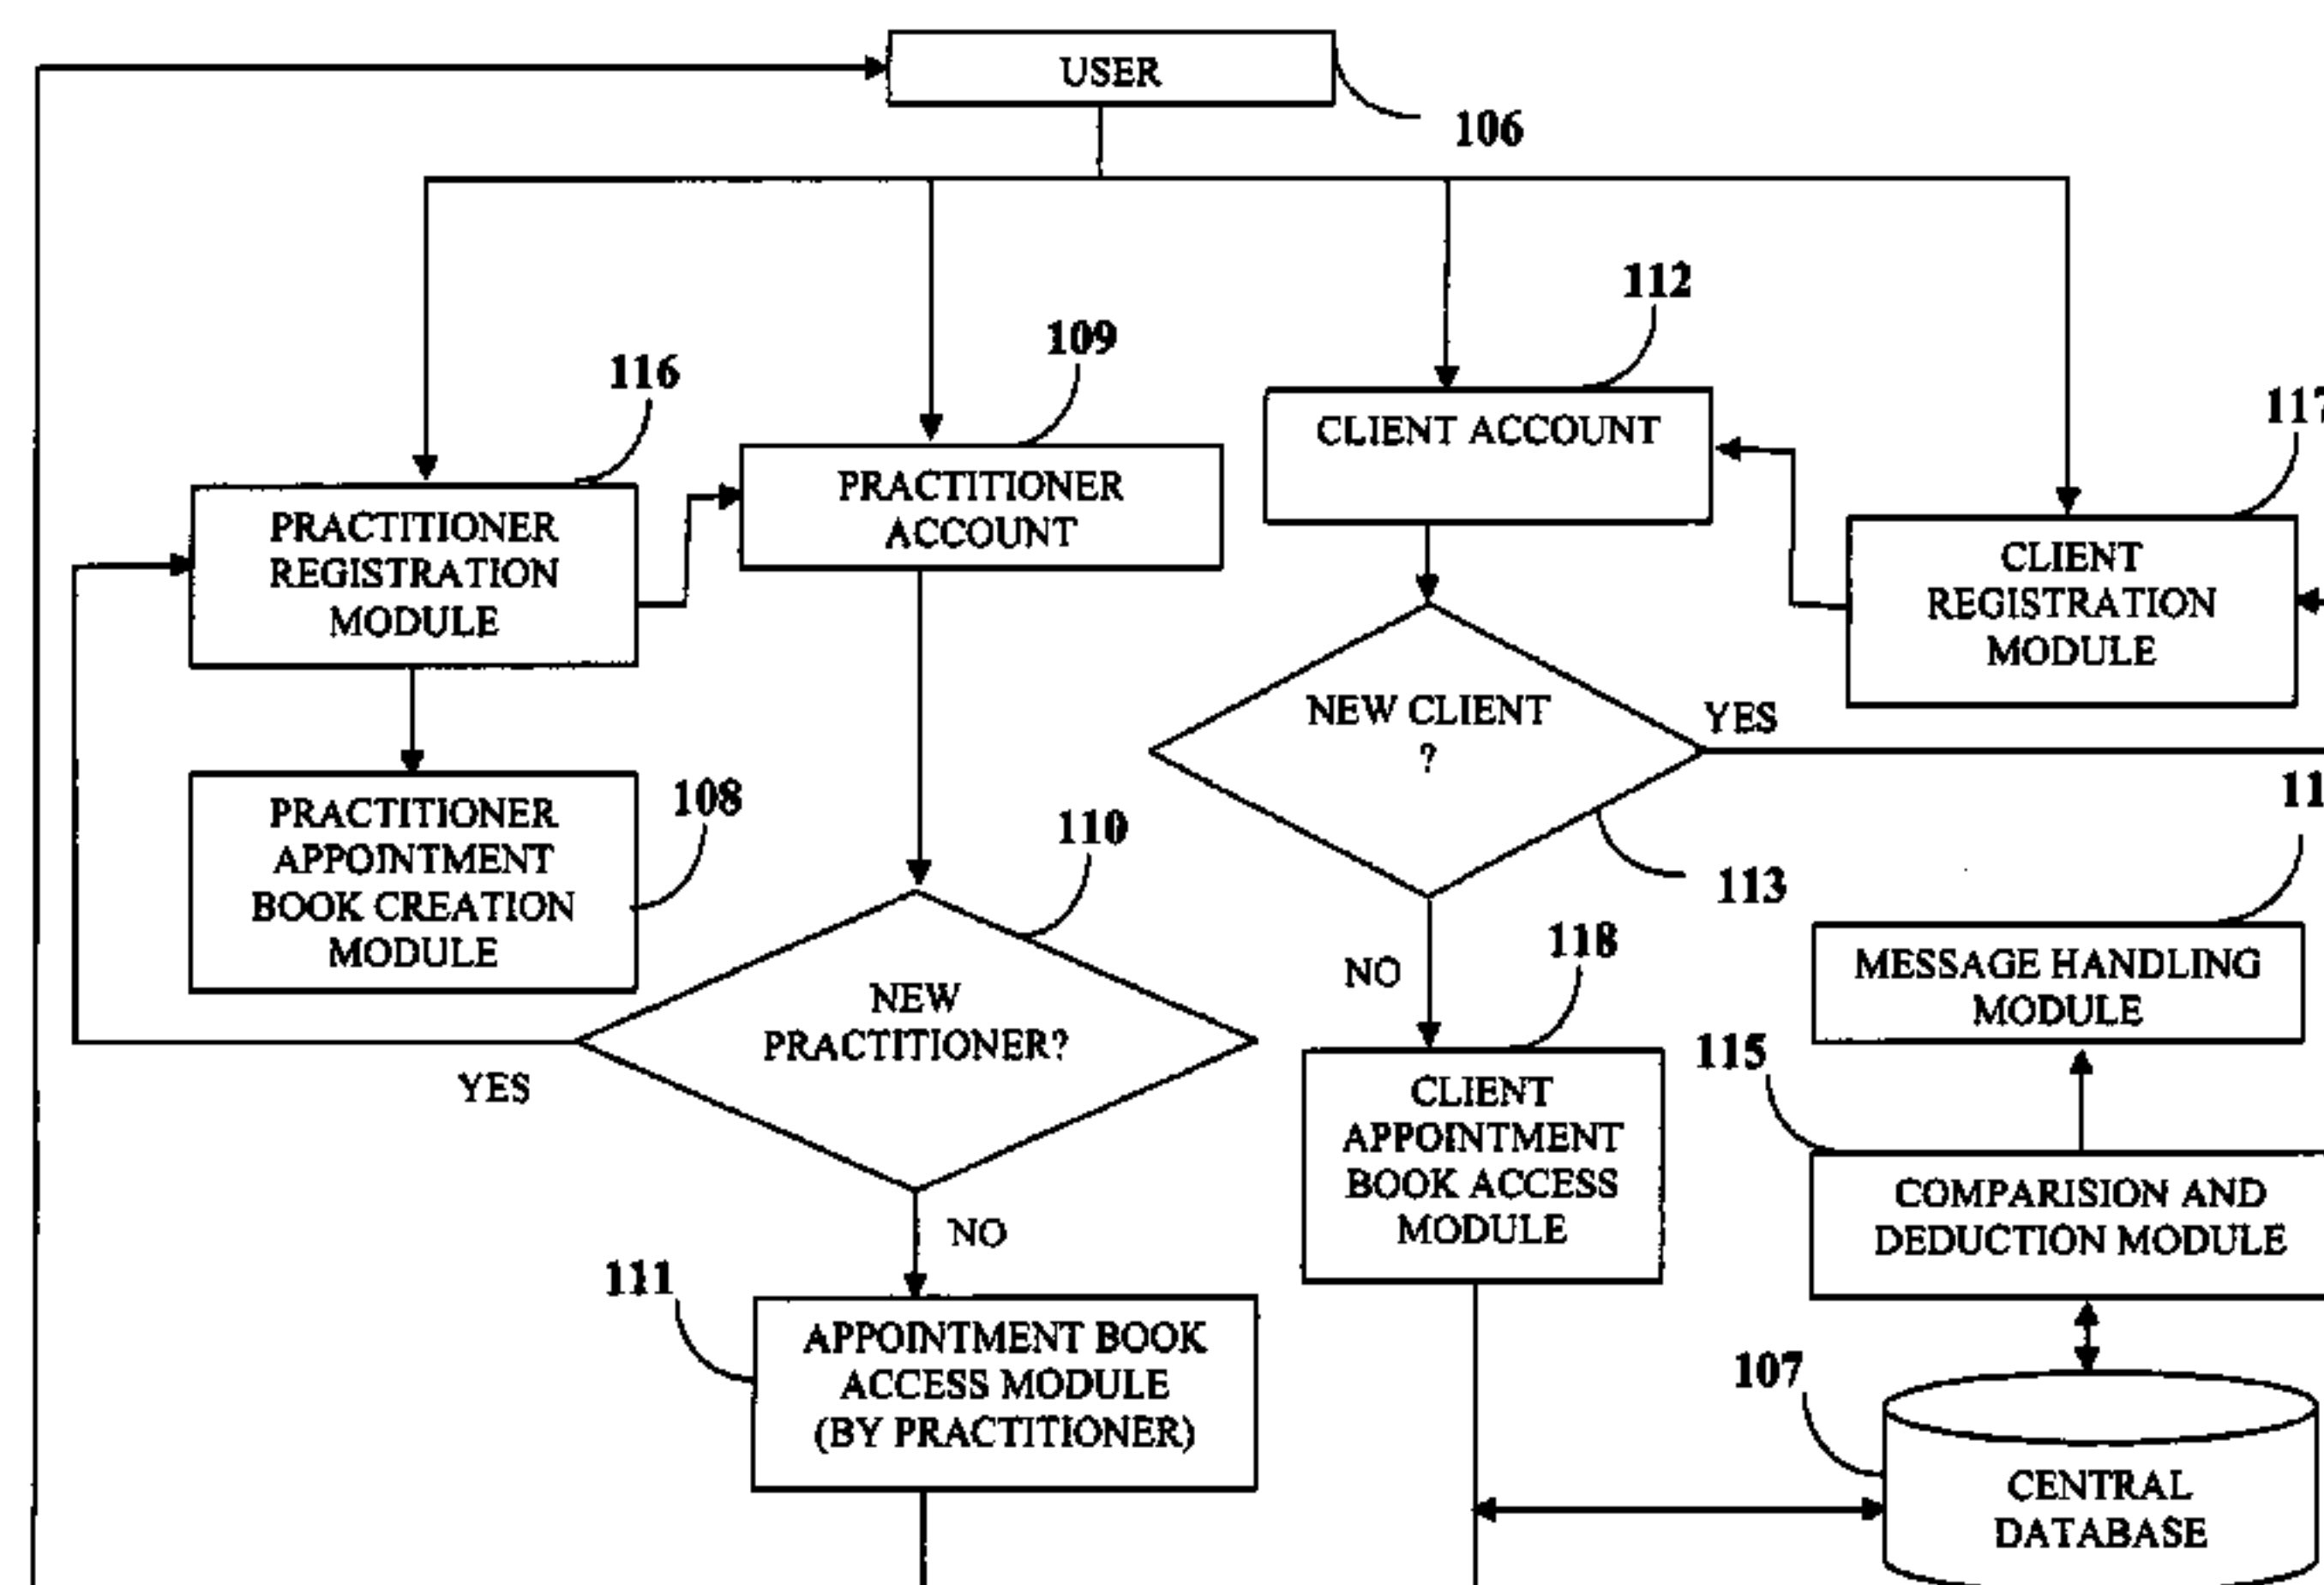 USER
106
112
109
116
117
CLIENT ACCOUNT
PRACTITIONER
ACCOUNT
PRACTITIONER
REGISTRATION
MODULE
CLIENT
REGISTRATION
MODULE
NEW CLIENT
?
YES
113
PRACTITIONER
APPOINTMENT
BOOK CREATION
MODULE
108
110
11
NO
118
MESSAGE HANDLING
MODULE
NEW
PRACTITIONER?
YES
NO
115
CLIENT
APPOINTMENT
BOOK ACCESS
MODULE
COMPARISION AND
DEDUCTION MODULE
111
APPOINTMENT BOOK
ACCESS MODULE
(BY PRACTITIONER)
107
CENTRAL
DATABASE